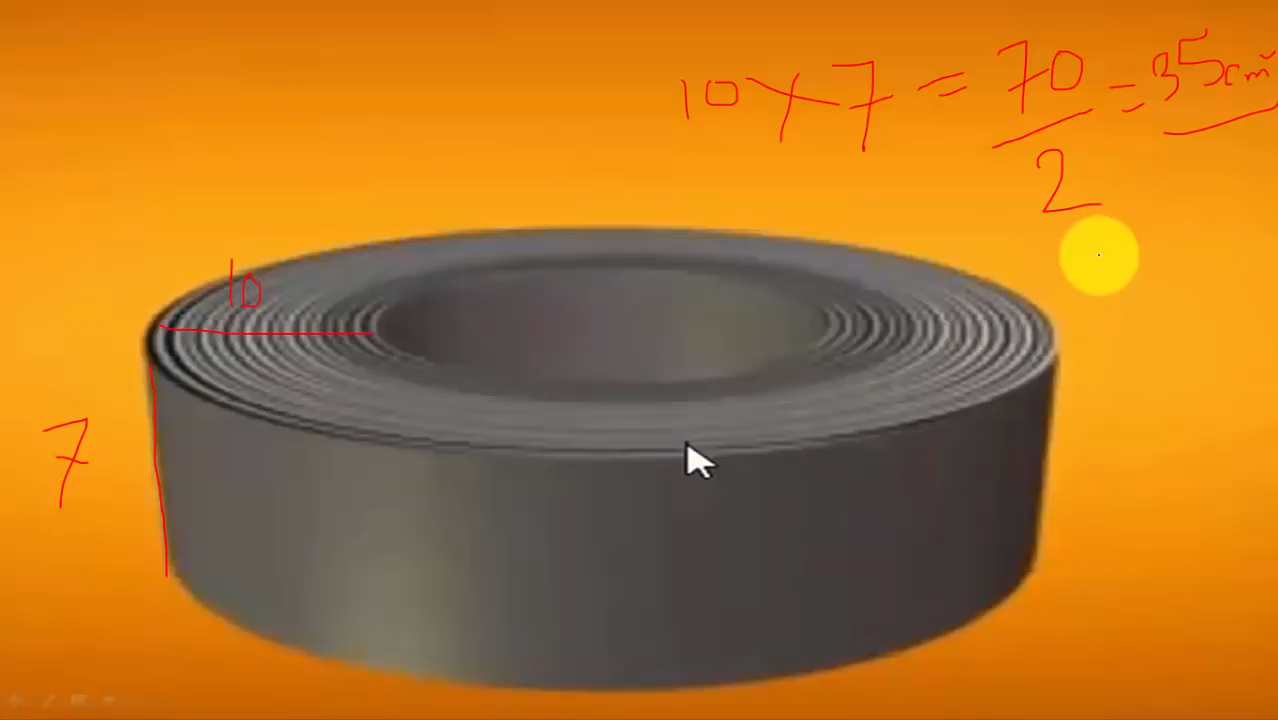 10 × 7 = 70/2 = 35cm²
10
7